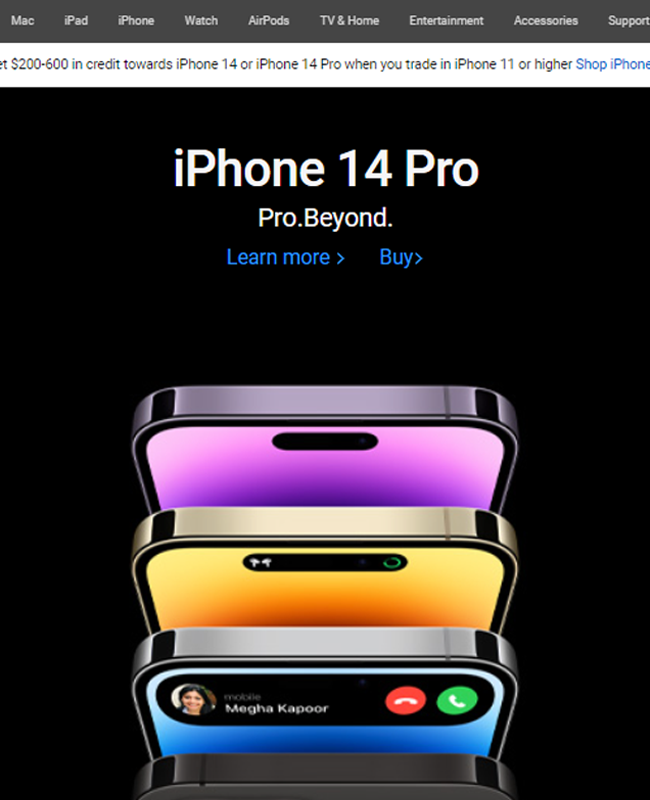 Mac iPad iPhone Watch AirPods TV & Home Entertainment Accessories Support
$200-600 in credit towards iPhone 14 or iPhone 14 Pro when you trade in iPhone 11 or higher Shop iPhone
iPhone 14 Pro
Pro.Beyond.
Learn more > Buy>
mobile
Megha Kapoor